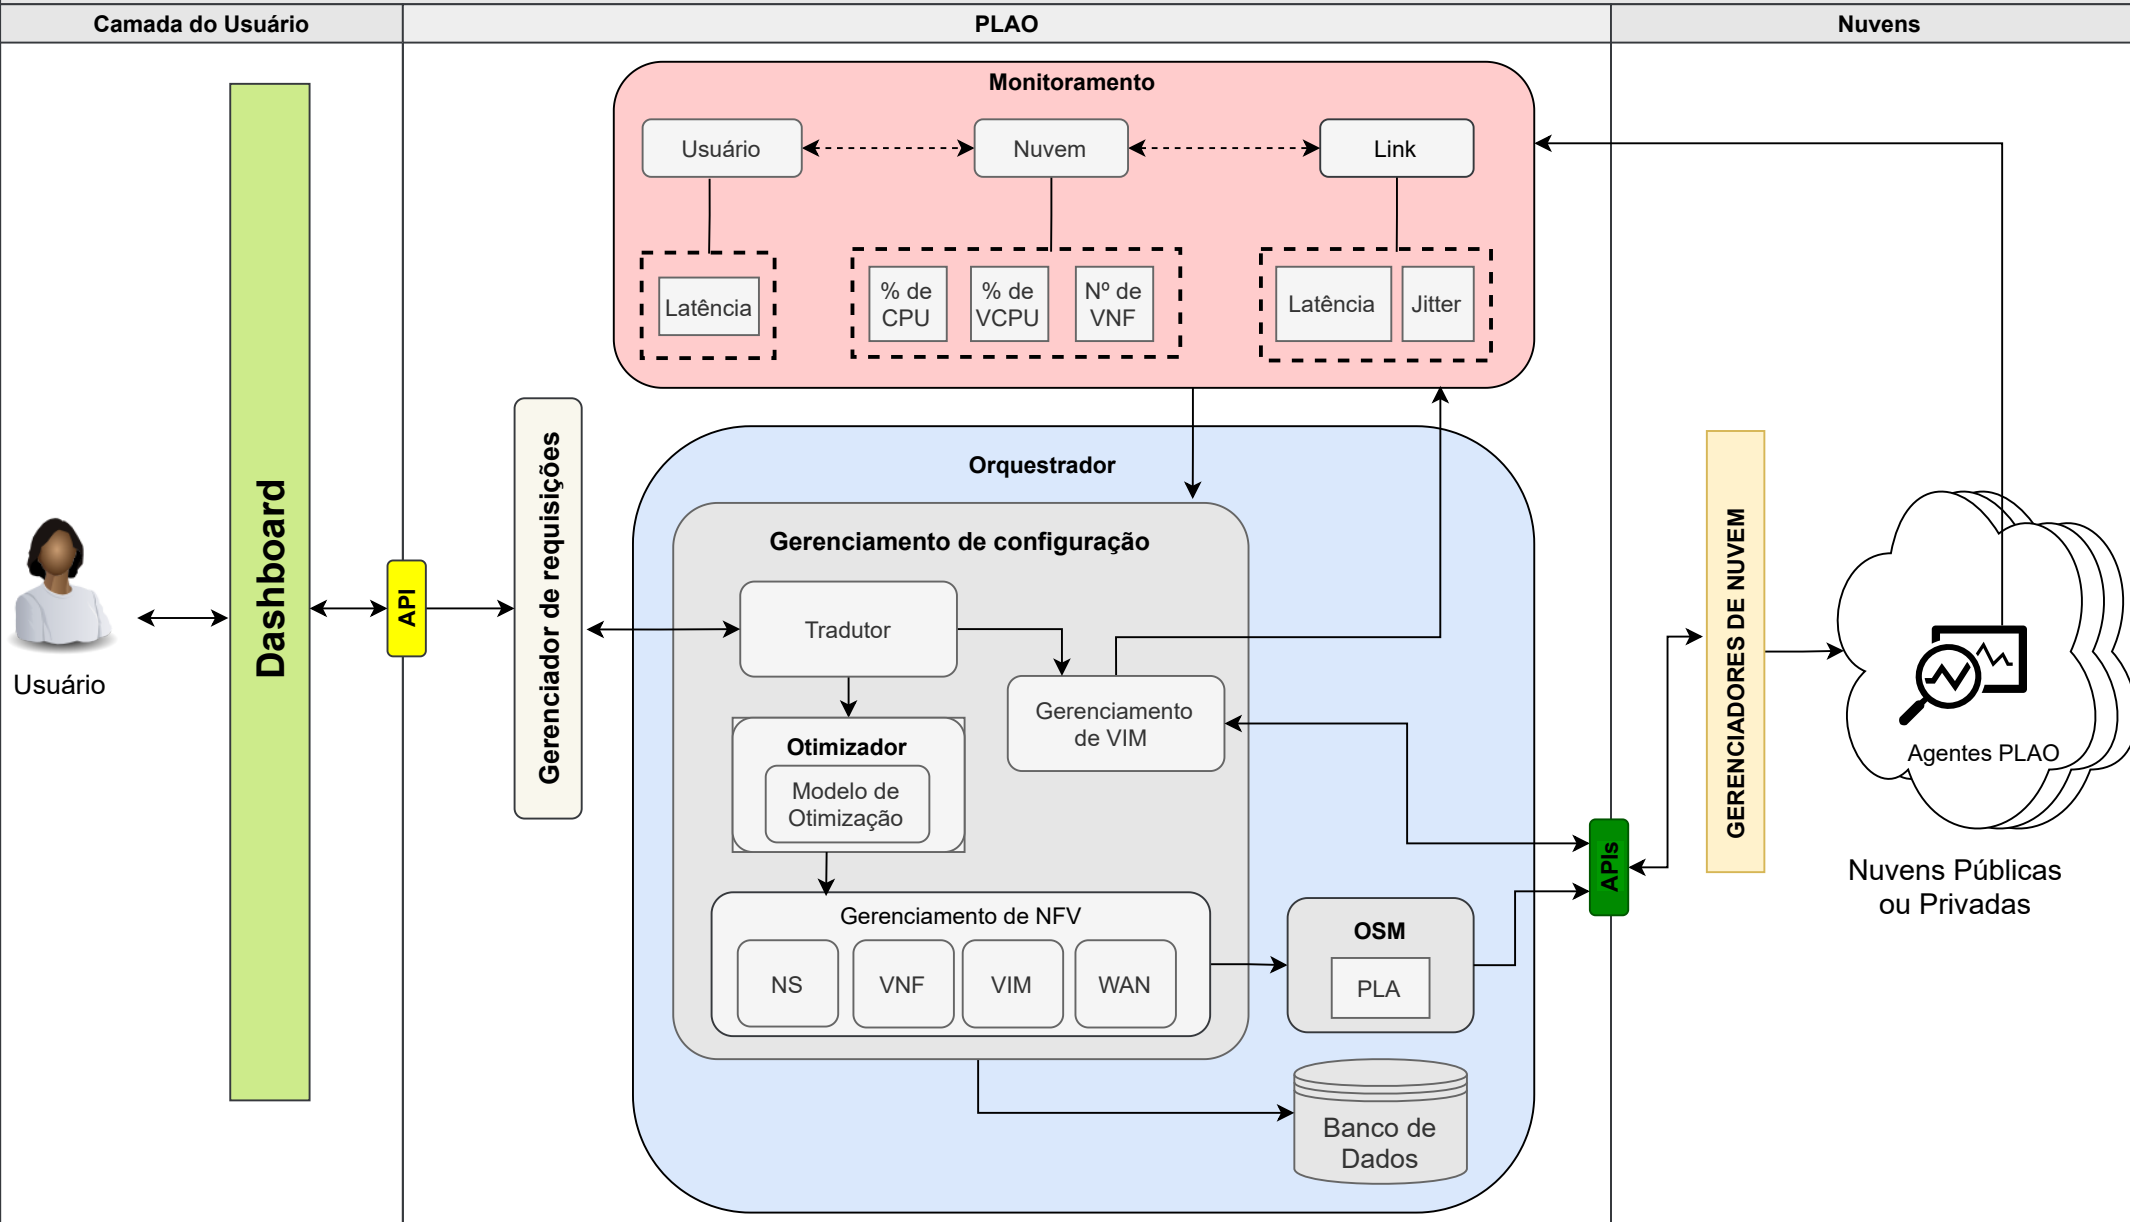 Camada do Usuário
PLAO
Nuvens
Monitoramento
Usuário
Nuvem
Link
Latência
% de
CPU
% de
VCPU
Nº de
VNF
Latência
Jitter
Dashboard
Usuário
API
Gerenciador de requisições
Orquestrador
Gerenciamento de configuração
Tradutor
Gerenciamento
de VIM
Otimizador
Modelo de
Otimização
Gerenciamento de NFV
NS
VNF
VIM
WAN
OSM
PLA
Banco de
Dados
APIs
GERENCIADORES DE NUVEM
Agentes PLAO
Nuvens Públicas
ou Privadas